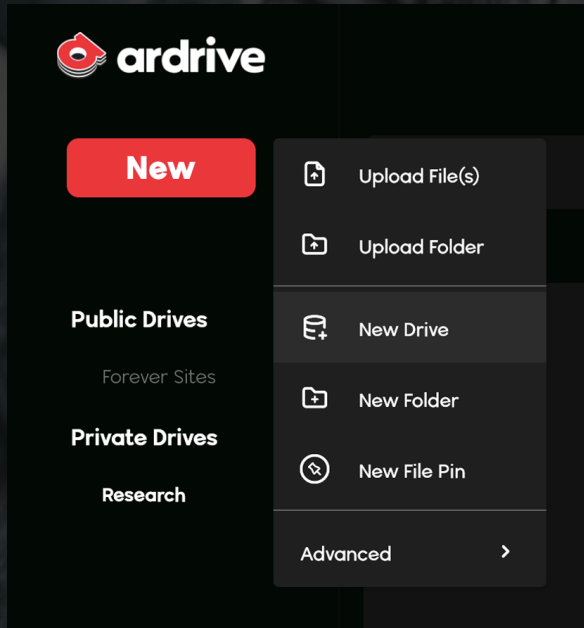 ardrive
New
Upload File(s)
Upload Folder
New Drive
New Folder
New File Pin
Advanced
Public Drives
Forever Sites
Private Drives
Research